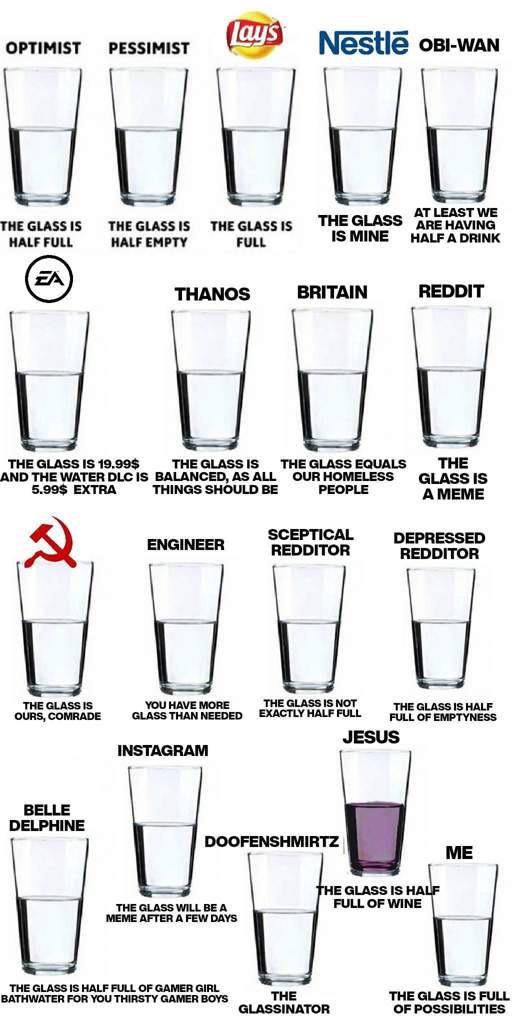 OPTIMIST
THE GLASS IS
HALF FULL
PESSIMIST
THE GLASS IS
HALF EMPTY
Lay's
THE GLASS IS
FULL
Nestlé
THE GLASS
IS MINE
OBI-WAN
AT LEAST WE
ARE HAVING
HALF A DRINK
EA
THE GLASS IS 19.99$
AND THE WATER DLC IS
5.99$ EXTRA
THANOS
THE GLASS IS
BALANCED, AS ALL
THINGS SHOULD BE
BRITAIN
THE GLASS EQUALS
OUR HOMELESS
PEOPLE
REDDIT
THE
GLASS IS
A MEME
THE GLASS IS
OURS, COMRADE
ENGINEER
YOU HAVE MORE
GLASS THAN NEEDED
SCEPTICAL
REDDITOR
THE GLASS IS NOT
EXACTLY HALF FULL
DEPRESSED
REDDITOR
THE GLASS IS HALF
FULL OF EMPTYNESS
BELLE
DELPHINE
THE GLASS IS HALF FULL OF GAMER GIRL
BATHWATER FOR YOU THIRSTY GAMER BOYS
INSTAGRAM
THE GLASS WILL BE A
MEME AFTER A FEW DAYS
DOOFENSHMIRTZ
THE
GLASSINATOR
JESUS
THE GLASS IS HALF
FULL OF WINE
ME
THE GLASS IS FULL
OF POSSIBILITIES